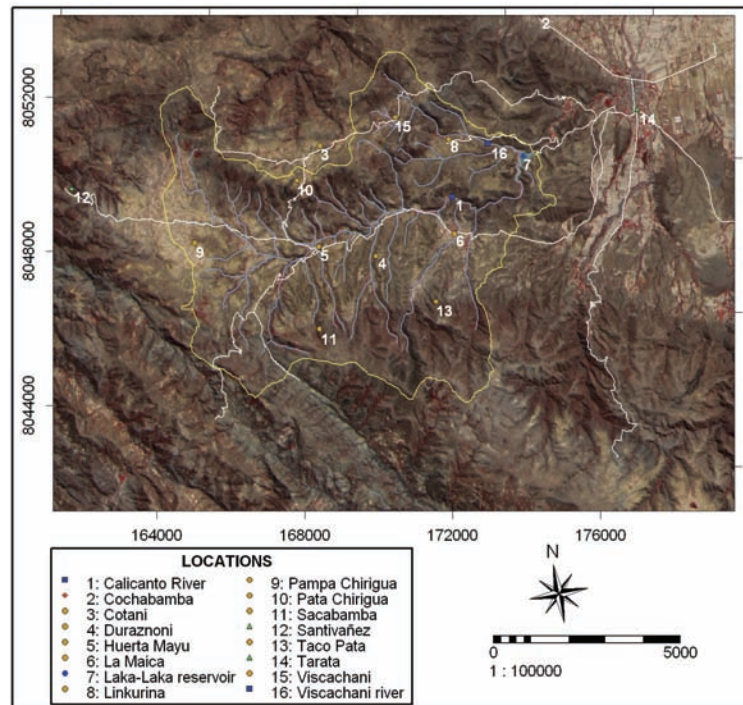 2
8052000
14
15
3
8
16
7
10
12
1
8048000
9
5
4
6
13
11
8044000
164000 168000 172000 176000
LOCATIONS
1: Calicanto River
2: Cochabamba
3: Cotani
4: Duraznoni
5: Huerta Mayu
6: La Maica
7: Laka-Laka reservoir
8: Linkurina
9: Pampa Chirigua
10: Pata Chirigua
11: Sacabamba
12: Santivañez
13: Taco Pata
14: Tarata
15: Viscachani
16: Viscachani river
N
0 5000
1 : 100000